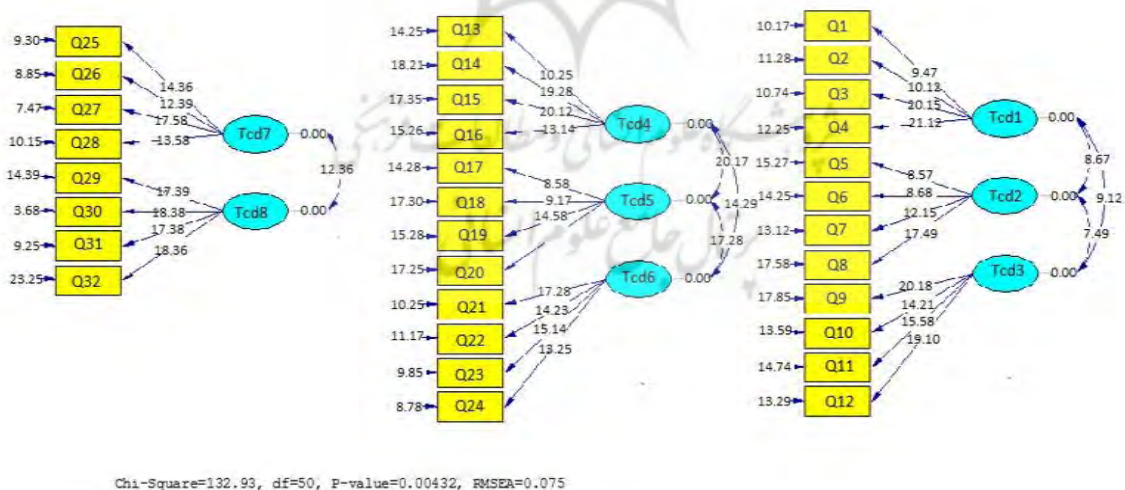 9.30 Q25
8.85 Q26
7.47 Q27
10.15 Q28
14.39 Q29
3.68 Q30
9.25 Q31
23.25 Q32
14.36
12.39
17.58
13.58
17.39
18.38
17.38
18.36
Tcd7 0.00
Tcd8 0.00
12.36
14.25 Q13
18.21 Q14
17.35 Q15
15.26 Q16
14.28 Q17
17.30 Q18
15.28 Q19
17.25 Q20
10.25 Q21
11.17 Q22
9.85 Q23
8.78 Q24
10.25
19.28
20.12
13.14
8.58
9.17
14.58
17.28
14.23
15.14
13.25
Tcd4 0.00
Tcd5 0.00
Tcd6 0.00
20.17
14.29
17.28
10.17 Q1
11.28 Q2
10.74 Q3
12.25 Q4
15.27 Q5
14.25 Q6
13.12 Q7
17.58 Q8
17.85 Q9
13.59 Q10
14.74 Q11
13.29 Q12
9.47
10.12
20.15
21.12
8.57
8.68
12.15
17.49
20.18
14.21
15.58
19.10
Tcd1 0.00
Tcd2 0.00
Tcd3 0.00
8.67
9.12
7.49
پژوهشگاه علوم انسانی و مطالعات فرهنگی
پرتال جامع علوم انسانی
Chi-Square=132.93, df=50, P-value=0.00432, RMSEA=0.075